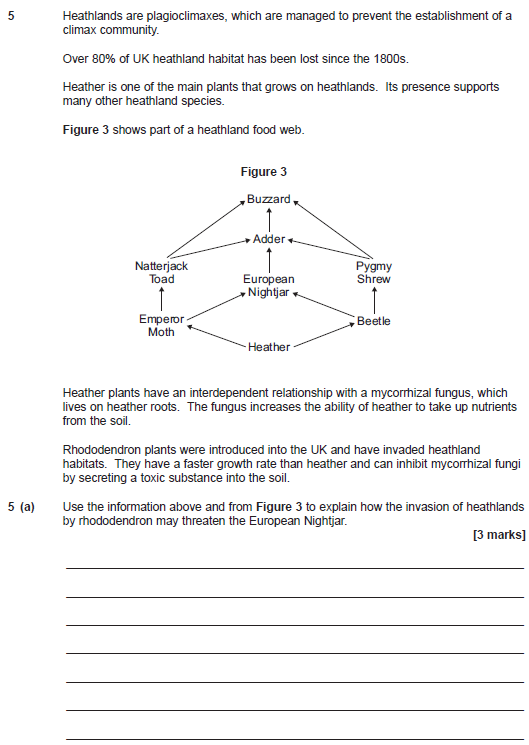 5 Heathlands are plagioclimaxes, which are managed to prevent the establishment of a
climax community.
Over 80% of UK heathland habitat has been lost since the 1800s.
Heather is one of the main plants that grows on heathlands. Its presence supports
many other heathland species.
Figure 3 shows part of a heathland food web.
Figure 3
Buzzard
Adder
Natterjack
Toad
European
Nightjar
Pygmy
Shrew
Emperor
Moth
Beetle
Heather
Heather plants have an interdependent relationship with a mycorrhizal fungus, which
lives on heather roots. The fungus increases the ability of heather to take up nutrients
from the soil.
Rhododendron plants were introduced into the UK and have invaded heathland
habitats. They have a faster growth rate than heather and can inhibit mycorrhizal fungi
by secreting a toxic substance into the soil.
5 (a) Use the information above and from Figure 3 to explain how the invasion of heathlands
by rhododendron may threaten the European Nightjar.
[3 marks]